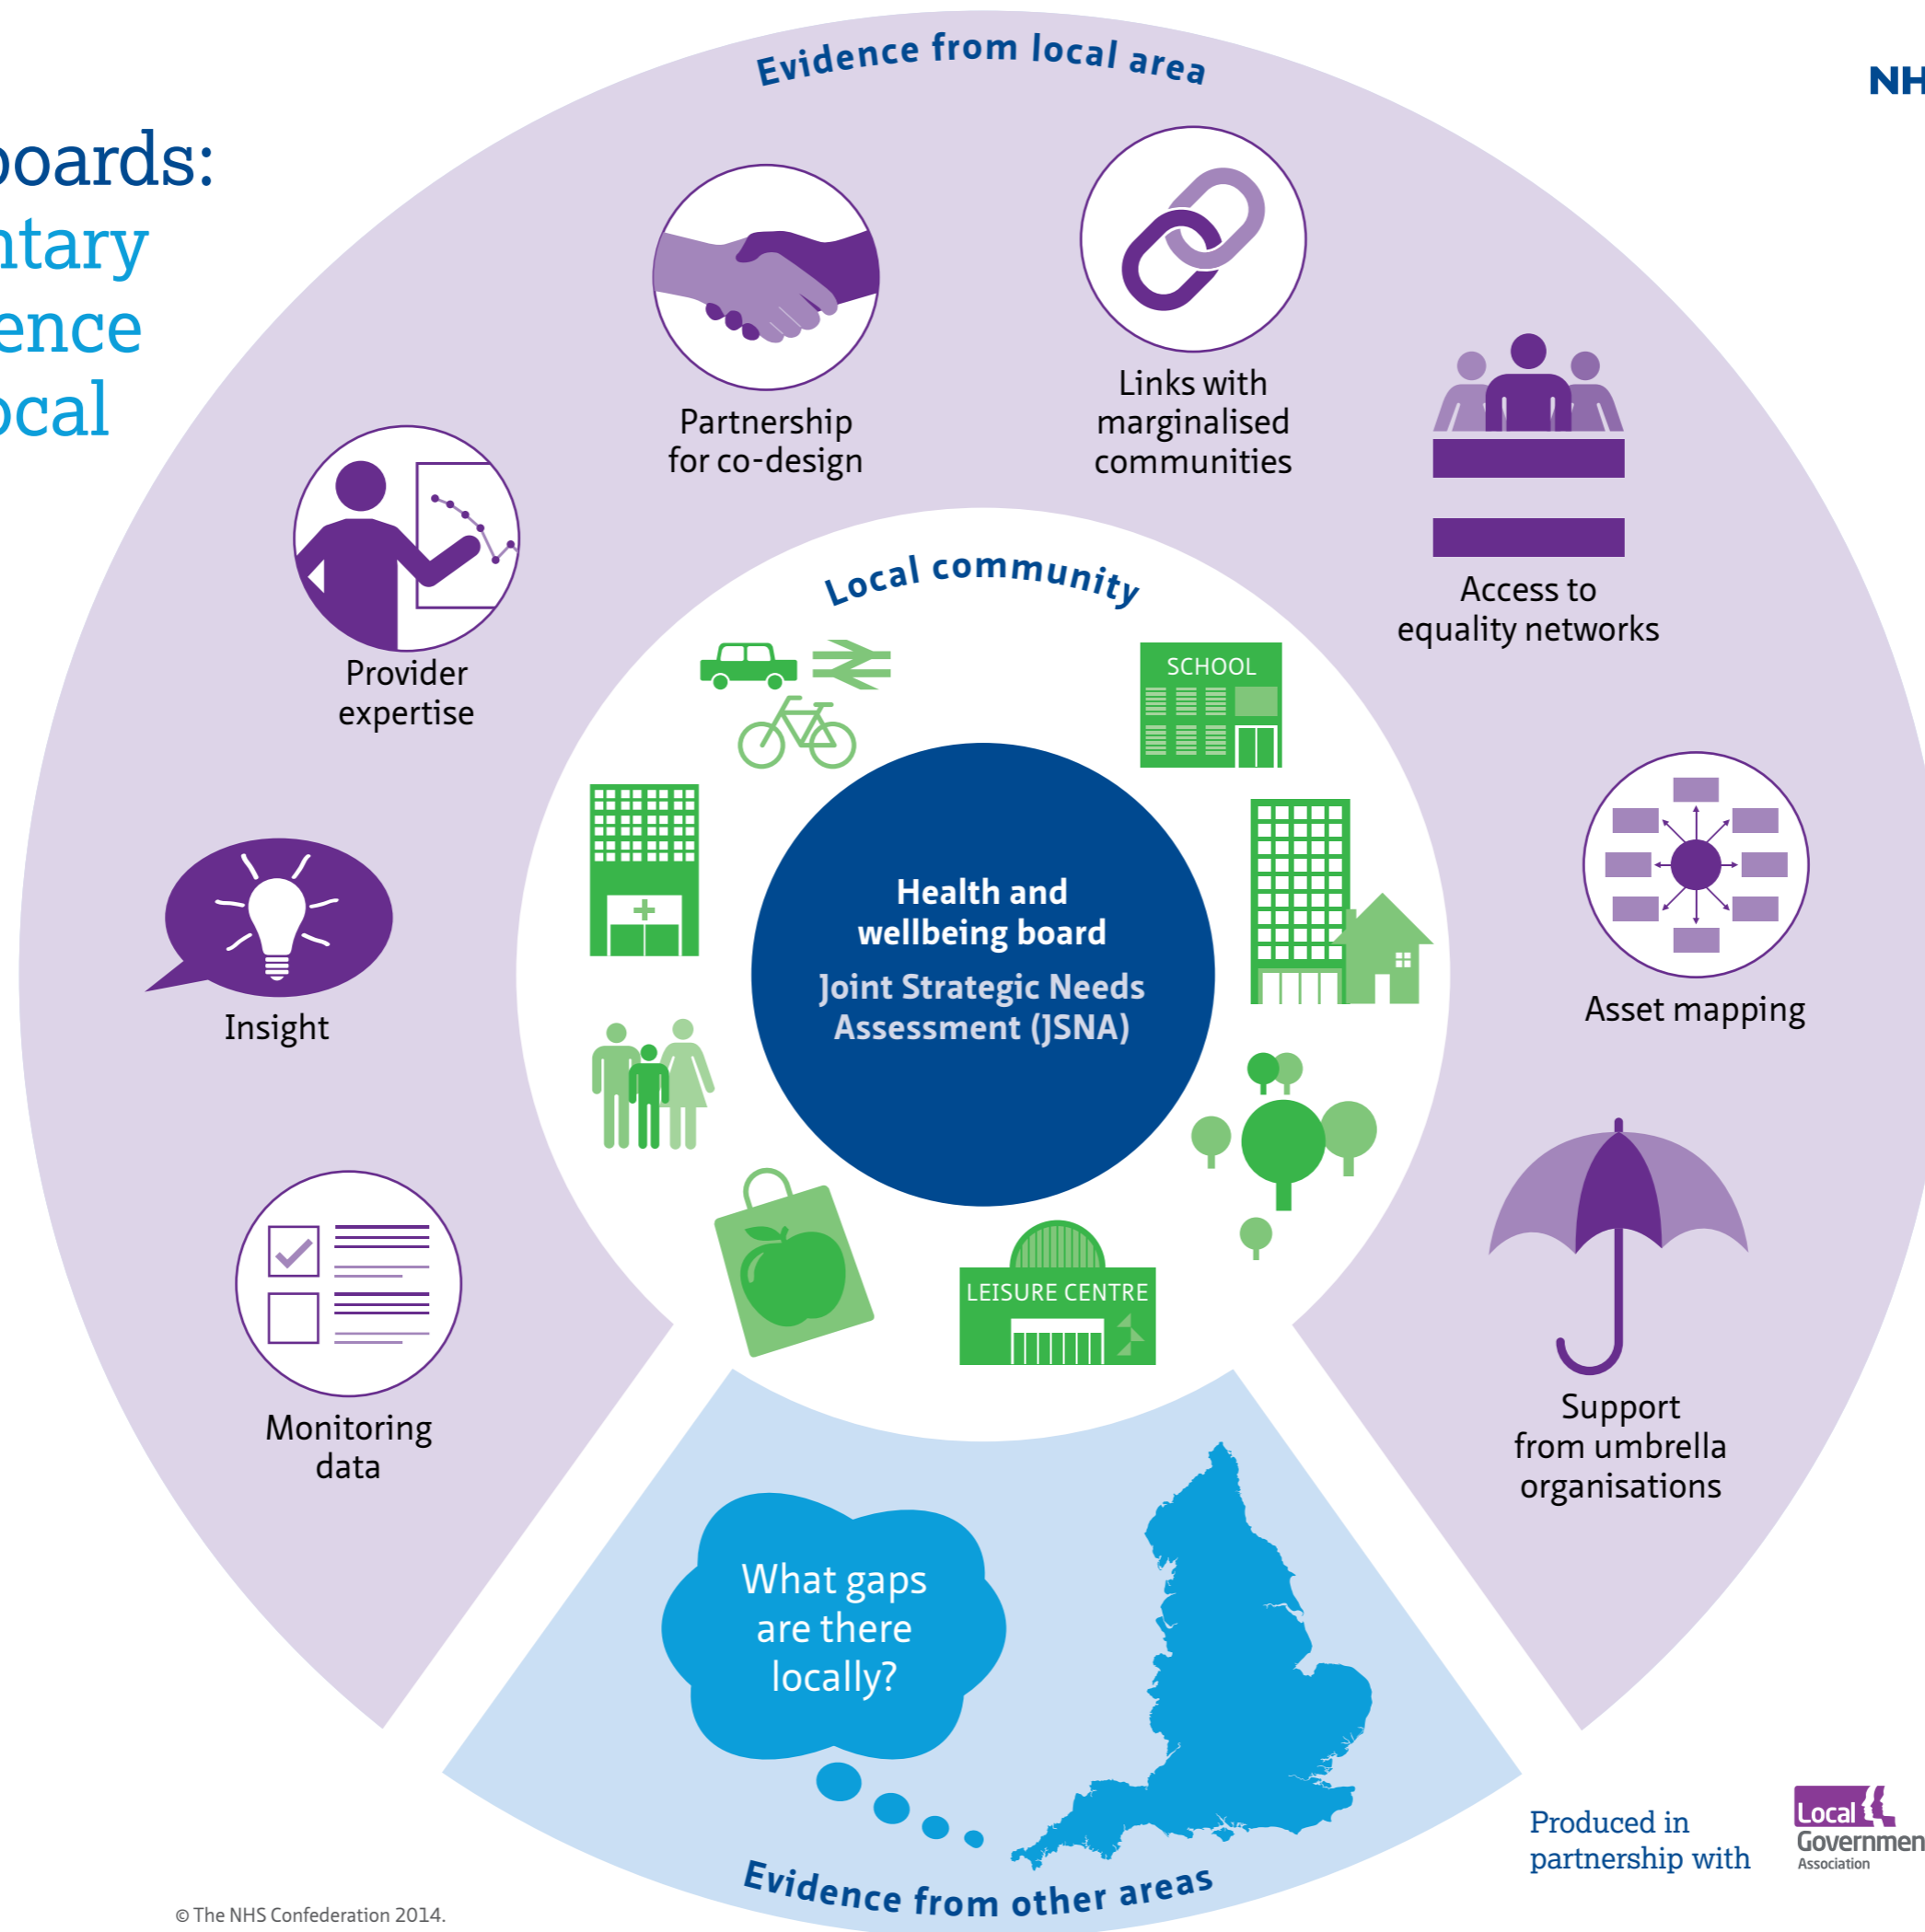 boards:
ntary
ence
ocal
NH
Evidence from local area
Partnership
for co-design
Links with
marginalised
communities
Access to
equality networks
Provider
expertise
Local community
SCHOOL
Health and
wellbeing board
Joint Strategic Needs
Assessment (JSNA)
Insight
Asset mapping
Monitoring
data
LEISURE CENTRE
Support
from umbrella
organisations
What gaps
are there
locally?
Evidence from other areas
Produced in
partnership with
Local
Governmen
Association
© The NHS Confederation 2014.